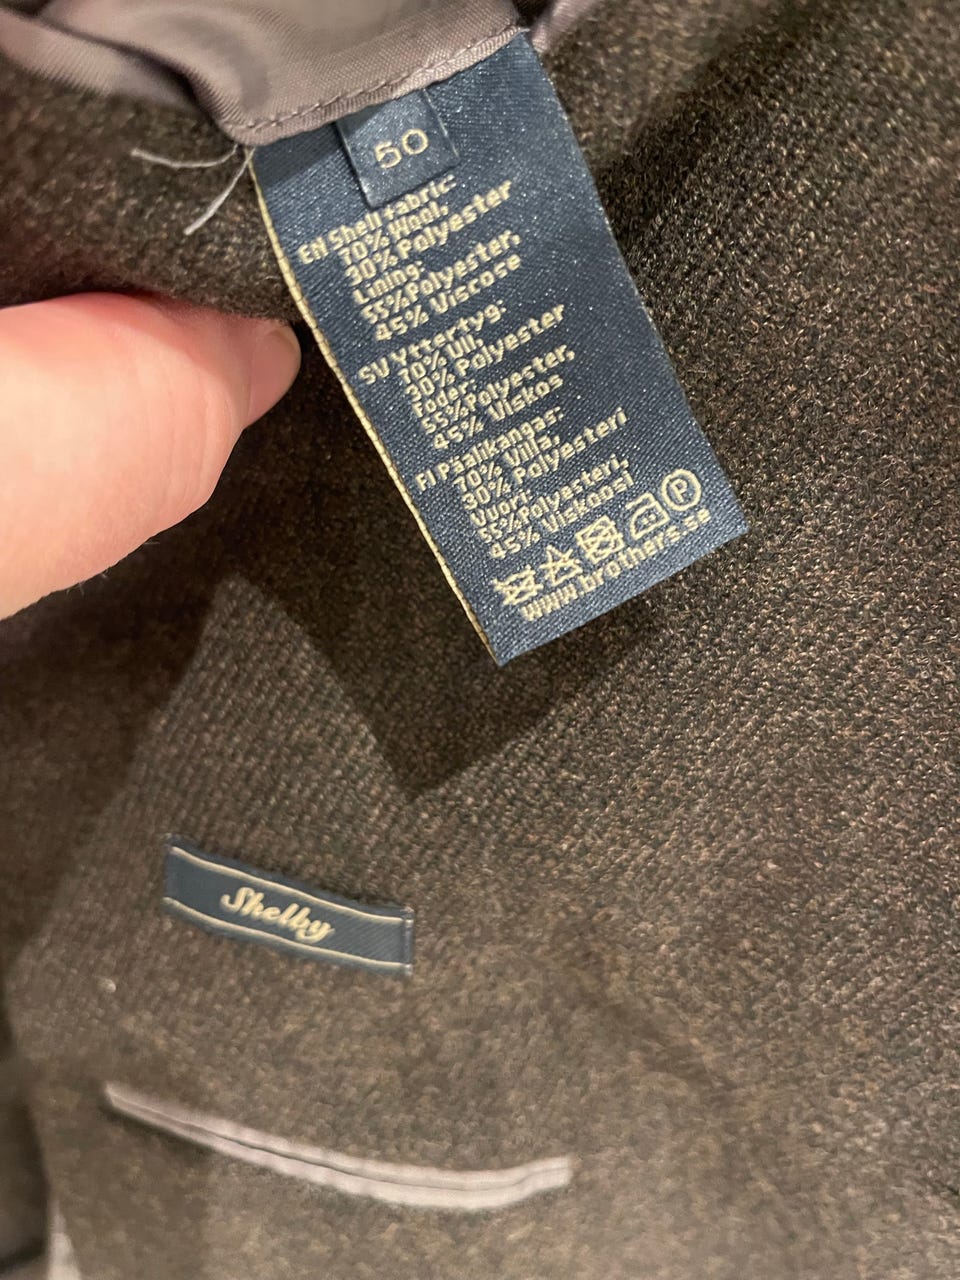 50
EN Shell fabric:
70% Wool,
30% Polyester
Lining:
55%Polyester,
45% Viscose
SV Yttertyg:
70% Ull,
30% Polyester
Foder:
55%Polyester,
45% Viskos
FI Päälikangas:
70% Villa,
30% Polyesteri
Vuori:
55%Polyesteri,
45% Viskoosi
P
www.brothers.se
Shelby